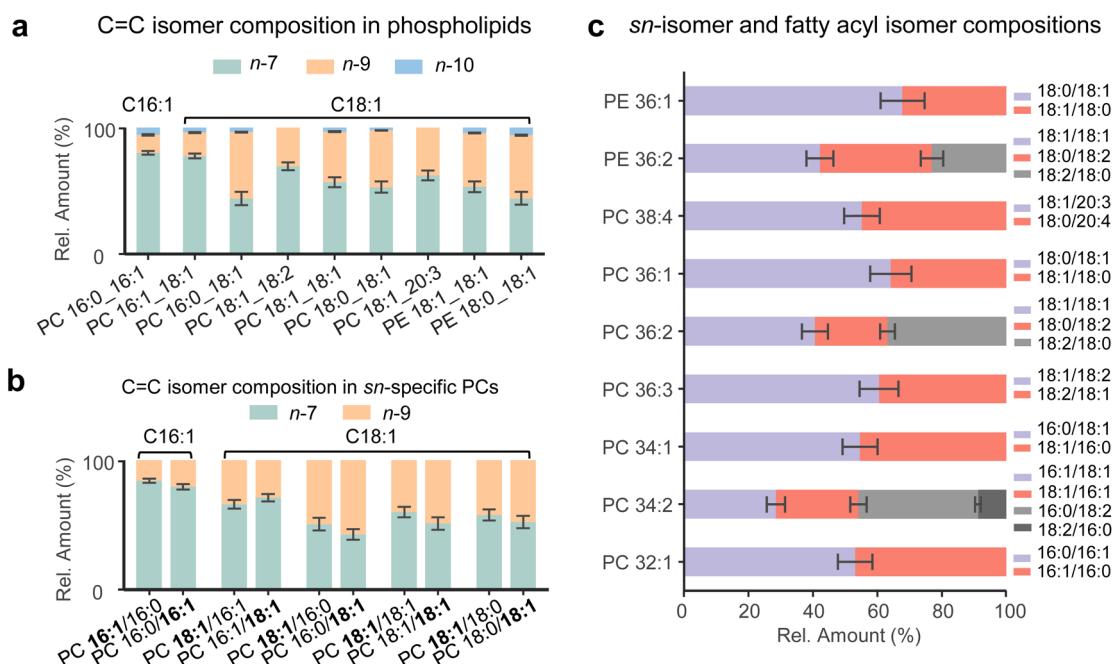 a
C=C isomer composition in phospholipids
n-7
n-9
n-10
C16:1
C18:1
Rel. Amount (%)
100
0
PC 16:0_16:1
PC 16:1_18:1
PC 16:0_18:1
PC 18:1_18:2
PC 18:1_18:1
PC 18:0_18:1
PC 18:1_20:3
PE 18:1_18:1
PE 18:0_18:1
b
C=C isomer composition in sn-specific PCs
n-7
n-9
C16:1
C18:1
Rel. Amount (%)
100
0
PC 16:1/16:0
PC 16:0/16:1
PC 18:1/16:1
PC 16:1/18:1
PC 18:1/16:0
PC 16:0/18:1
PC 18:1/18:1
PC 18:1/18:1
PC 18:1/18:0
PC 18:0/18:1
c
sn-isomer and fatty acyl isomer compositions
PE 36:1
18:0/18:1
18:1/18:0
PE 36:2
18:1/18:1
18:0/18:2
18:2/18:0
PC 38:4
18:1/20:3
18:0/20:4
PC 36:1
18:0/18:1
18:1/18:0
PC 36:2
18:1/18:1
18:0/18:2
18:2/18:0
PC 36:3
18:1/18:2
18:2/18:1
PC 34:1
16:0/18:1
18:1/16:0
PC 34:2
16:1/18:1
18:1/16:1
16:0/18:2
18:2/16:0
PC 32:1
16:0/16:1
16:1/16:0
0
20
40
60
80
100
Rel. Amount (%)